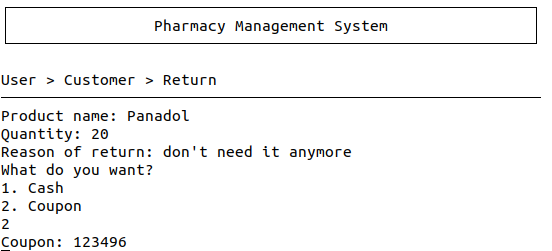 Pharmacy Management System
User > Customer > Return
Product name: Panadol
Quantity: 20
Reason of return: don't need it anymore
What do you want?
1. Cash
2. Coupon
2
Coupon: 123496